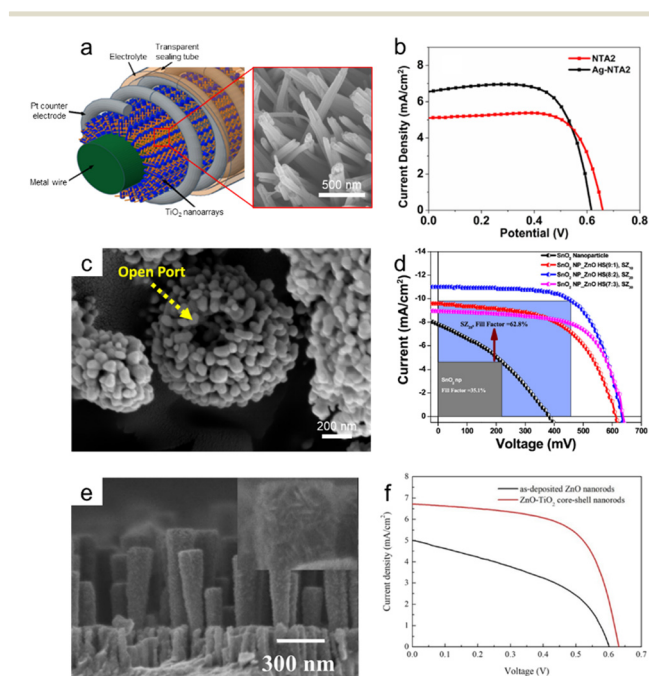 a
Transparent
sealing tube
Electrolyte
Pt counter
electrode
Metal wire
TiO₂ nanoarrays
500 nm
b
NTA2
Ag-NTA2
Current Density (mA/cm²)
8
6
4
2
0
0.0 0.2 0.4 0.6 0.8
Potential (V)
c
Open Port
200 nm
d
SnO₂ Nanoparticle
SnO₂ NP_ZnO HS(9:1), SZ₁₀
SnO₂ NP_ZnO HS(8:2), SZ₂₀
SnO₂ NP_ZnO HS(7:3), SZ₃₀
Current (mA/cm²)
-14
-12
-10
-8
-6
-4
-2
0
Fill Factor =62.8%
SnO₂ np
Fill Factor =35.1%
0 100 200 300 400 500 600 700
Voltage (mV)
e
300 nm
f
as-deposited ZnO nanorods
ZnO-TiO₂ core-shell nanorods
Current density (mA/cm²)
8
7
6
5
4
3
2
1
0
0.0 0.1 0.2 0.3 0.4 0.5 0.6 0.7
Voltage (V)